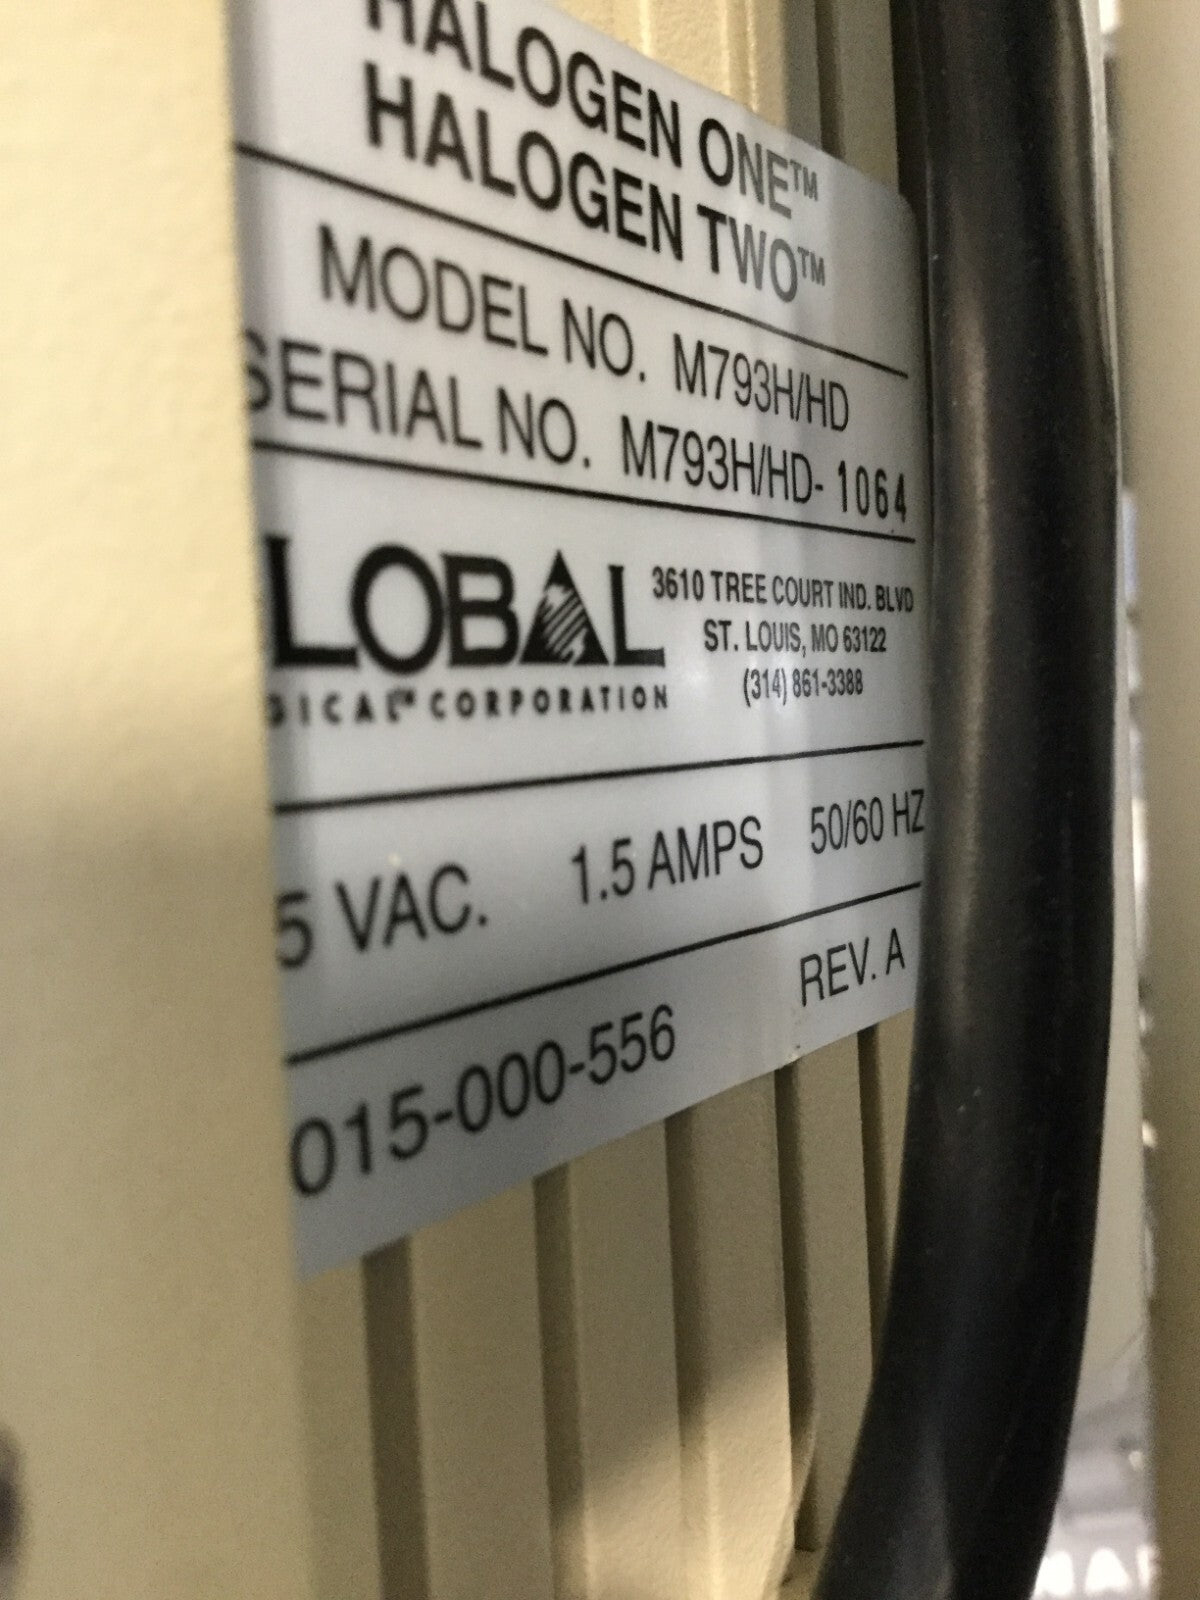 HALOGEN ONE™
HALOGEN TWO™
MODEL NO. M793H/HD
SERIAL NO. M793H/HD- 1064
LOBAL
DICAL™ CORPORATION
3610 TREE COURT IND. BLVD
ST. LOUIS, MO 63122
(314) 861-3388
5 VAC. 1.5 AMPS 50/60 HZ
015-000-556 REV. A